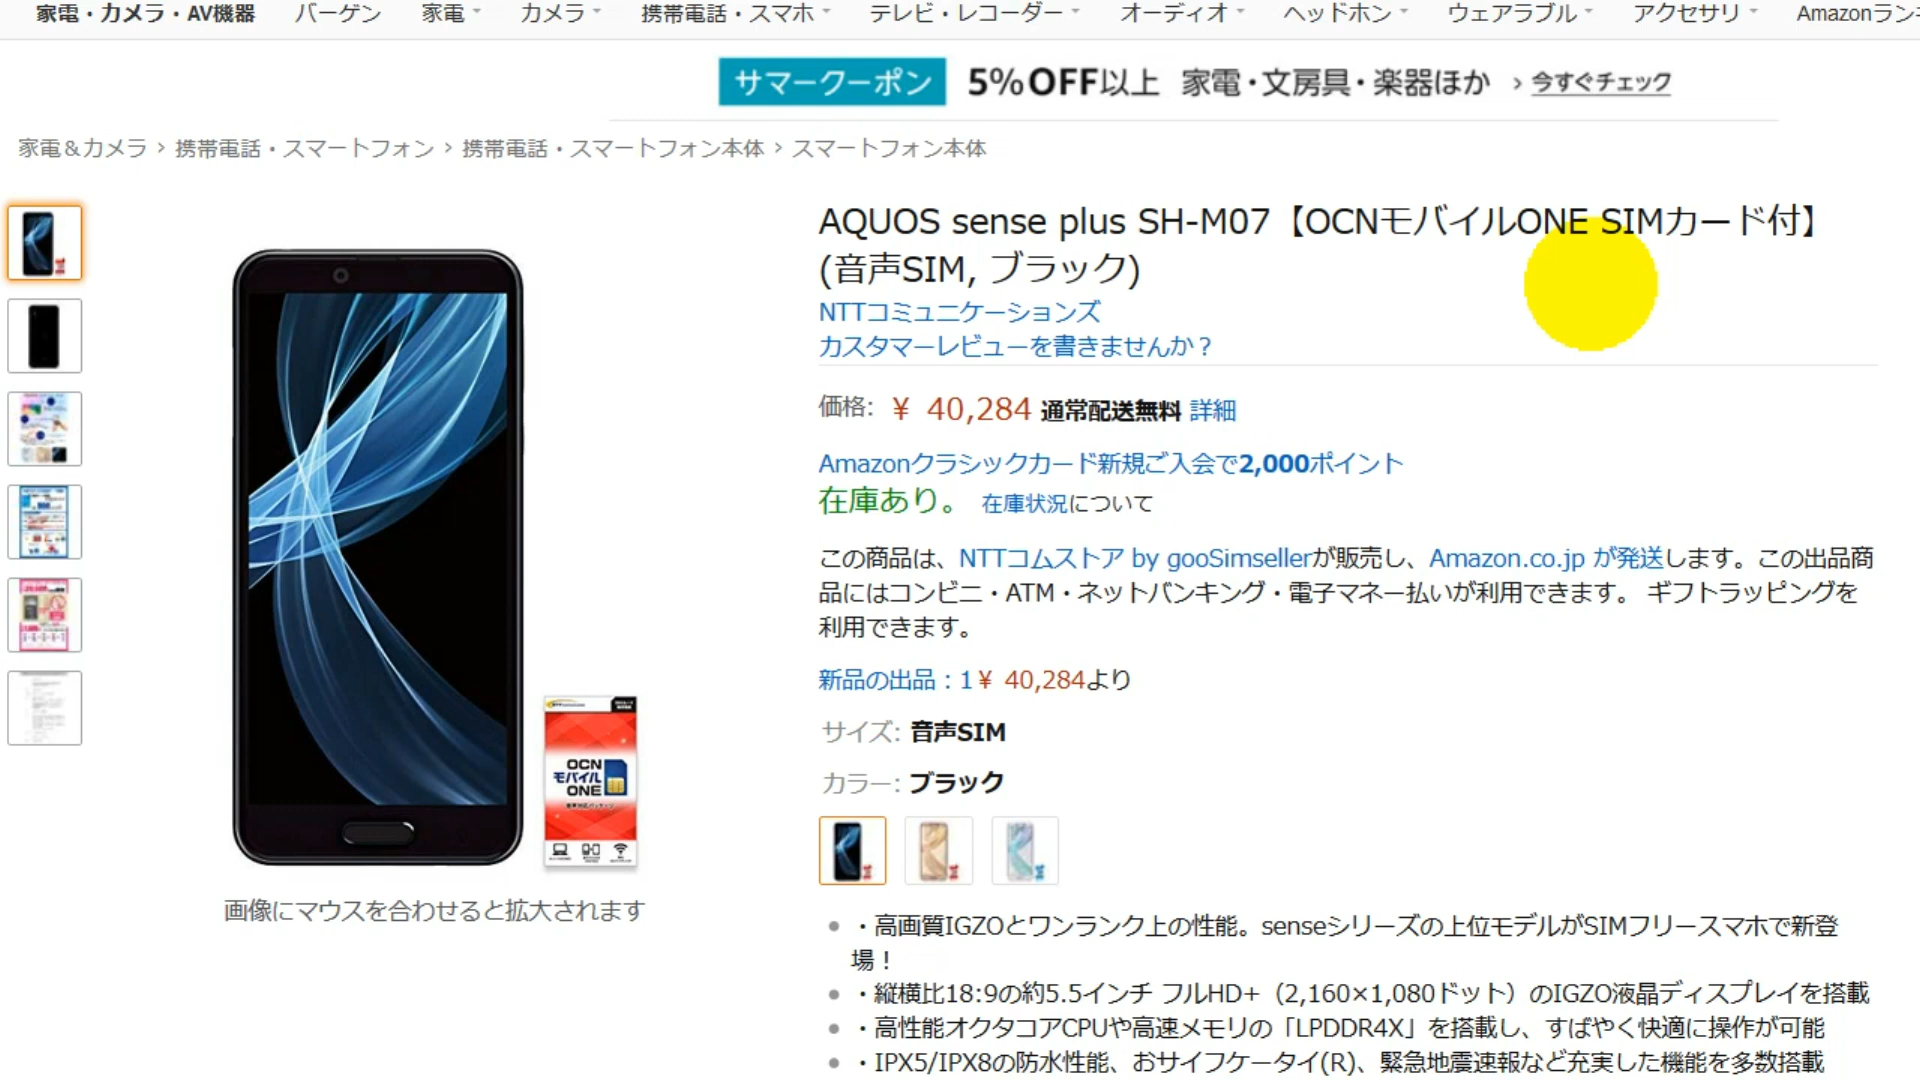 家電・カメラ・AV機器 バーゲン 家電 カメラ 携帯電話・スマホ テレビ・レコーダー オーディオ ヘッドホン ウェアラブル アクセサリ Amazonラン
サマークーポン 5%OFF以上 家電・文房具・楽器ほか › 今すぐチェック
家電＆カメラ › 携帯電話・スマートフォン › 携帯電話・スマートフォン本体 › スマートフォン本体
AQUOS sense plus SH-M07【OCNモバイルONE SIMカード付】
(音声SIM, ブラック)
NTTコミュニケーションズ
カスタマーレビューを書きませんか？
価格: ￥ 40,284 通常配送無料 詳細
Amazonクラシックカード新規ご入会で2,000ポイント
在庫あり。 在庫状況について
この商品は、NTTコムストア by gooSimsellerが販売し、Amazon.co.jp が発送します。この出品商
品にはコンビニ・ATM・ネットバンキング・電子マネー払いが利用できます。 ギフトラッピングを
利用できます。
新品の出品：1￥ 40,284より
サイズ: 音声SIM
カラー: ブラック
OCN
モバイル
ONE
画像にマウスを合わせると拡大されます
・高画質IGZOとワンランク上の性能。senseシリーズの上位モデルがSIMフリースマホで新登
場！
・縦横比18:9の約5.5インチ フルHD+（2,160×1,080ドット）のIGZO液晶ディスプレイを搭載
・高性能オクタコアCPUや高速メモリの「LPDDR4X」を搭載し、すばやく快適に操作が可能
・IPX5/IPX8の防水性能、おサイフケータイ(R)、緊急地震速報など充実した機能を多数搭載